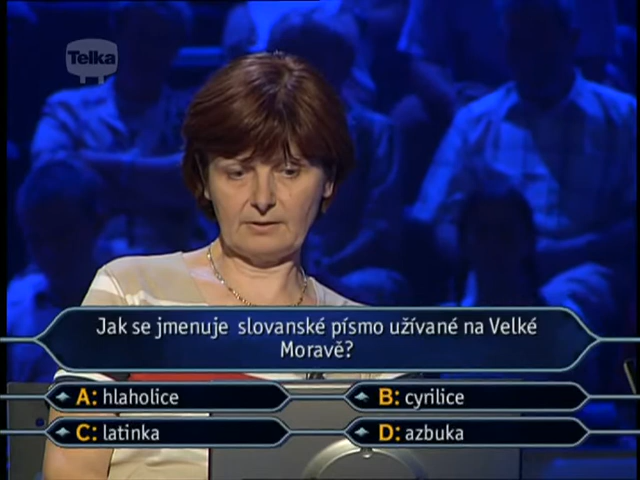 Telka
Jak se jmenuje slovanské písmo užívané na Velké
Moravě?
A: hlaholice
B: cyrilice
C: latinka
D: azbuka